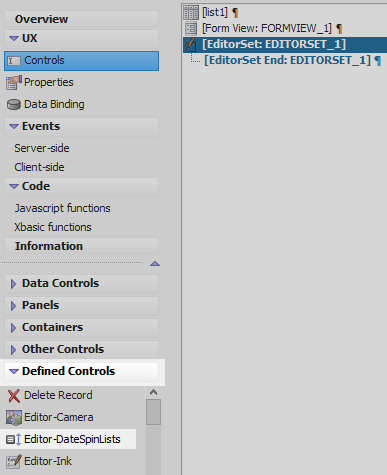 Overview
UX
Controls
Properties
Data Binding
Events
Server-side
Client-side
Code
Javascript functions
Xbasic functions
Information
Data Controls
Panels
Containers
Other Controls
Defined Controls
Delete Record
Editor-Camera
Editor-DateSpinLists
Editor-Ink
[list1] ¶
[Form View: FORMVIEW_1] ¶
[EditorSet: EDITORSET_1]
[EditorSet End: EDITORSET_1] ¶